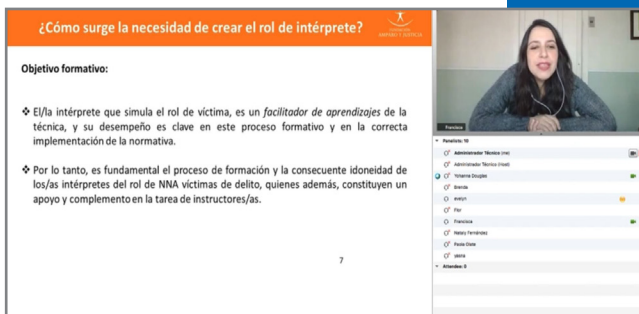 ¿Cómo surge la necesidad de crear el rol de intérprete?
FUNDACIÓN
AMPARO Y JUSTICIA
Objetivo formativo:
❖ El/la intérprete que simula el rol de víctima, es un facilitador de aprendizajes de la
técnica, y su desempeño es clave en este proceso formativo y en la correcta
implementación de la normativa.
❖ Por lo tanto, es fundamental el proceso de formación y la consecuente idoneidad de
los/as intérpretes del rol de NNA víctimas de delito, quienes además, constituyen un
apoyo y complemento en la tarea de instructores/as.
7
Francisca
Panelists: 10
Administrador Técnico (me)
Administrador Técnico (Host)
Yohanna Douglas
Brenda
evelyn
Flor
Francisca
Nataly Fernández
Attendee: 0